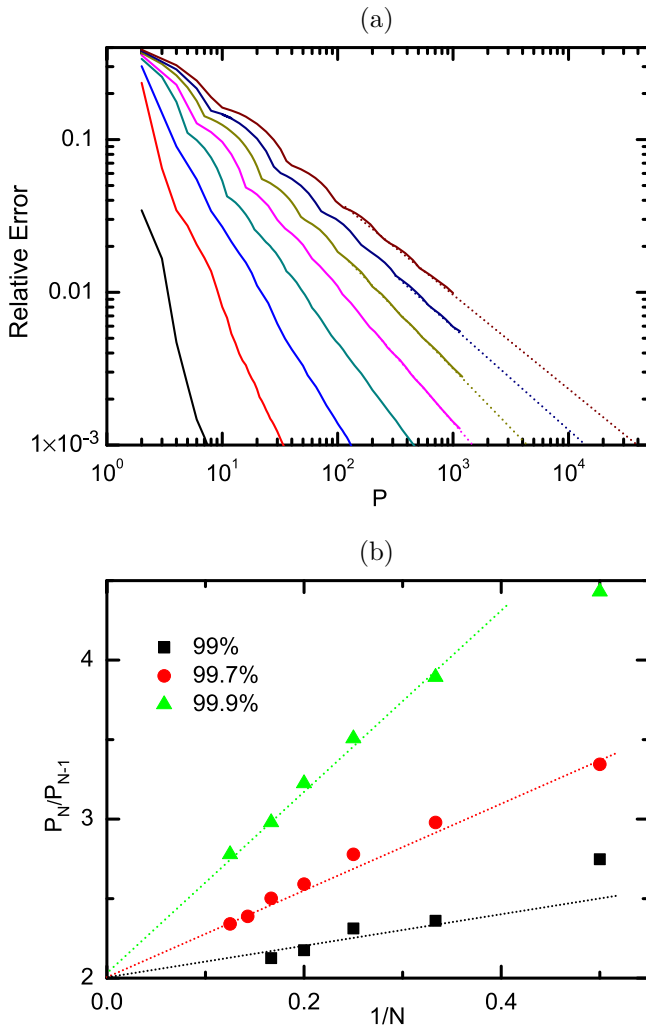 (a)
Relative Error
0.1
0.01
1×10⁻³
10⁰ 10¹ 10² 10³ 10⁴
P
(b)
P_N/P_{N-1}
4
3
2
99%
99.7%
99.9%
0.0 0.2 0.4
1/N